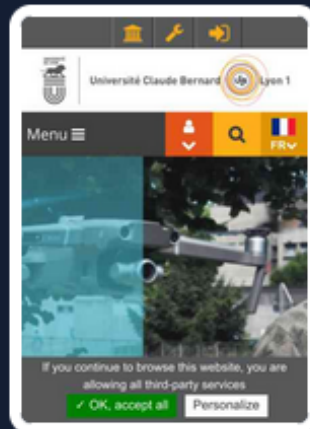 Université Claude Bernard Lyon 1
Menu
FR
If you continue to browse this website, you are
allowing all third-party services
✓ OK, accept all Personalize